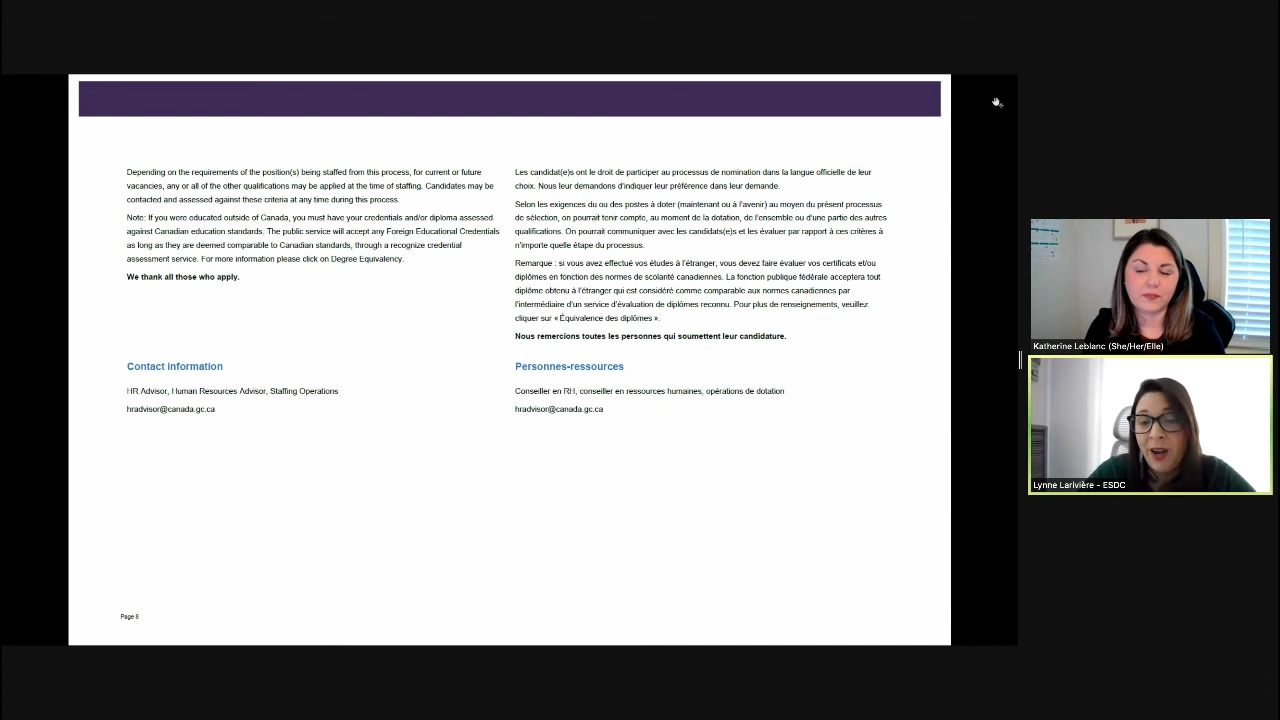 Depending on the requirements of the position(s) being staffed from this process, for current or future
vacancies, any or all of the other qualifications may be applied at the time of staffing. Candidates may be
contacted and assessed against these criteria at any time during this process.
Note: If you were educated outside of Canada, you must have your credentials and/or diploma assessed
against Canadian education standards. The public service will accept any Foreign Educational Credentials
as long as they are deemed comparable to Canadian standards, through a recognize credential
assessment service. For more information please click on Degree Equivalency.
We thank all those who apply.
Contact information
HR Advisor, Human Resources Advisor, Staffing Operations
hradvisor@canada.gc.ca
Les candidat(e)s ont le droit de participer au processus de nomination dans la langue officielle de leur
choix. Nous leur demandons d'indiquer leur préférence dans leur demande.
Selon les exigences du ou des postes à doter (maintenant ou à l'avenir) au moyen du présent processus
de sélection, on pourrait tenir compte, au moment de la dotation, de l'ensemble ou d'une partie des autres
qualifications. On pourrait communiquer avec les candidats(e)s et les évaluer par rapport à ces critères à
n'importe quelle étape du processus.
Remarque : si vous avez effectué vos études à l'étranger, vous devez faire évaluer vos certificats et/ou
diplômes en fonction des normes de scolarité canadiennes. La fonction publique fédérale acceptera tout
diplôme obtenu à l'étranger qui est considéré comme comparable aux normes canadiennes par
l'intermédiaire d'un service d'évaluation de diplômes reconnu. Pour plus de renseignements, veuillez
cliquer sur « Équivalence des diplômes ».
Nous remercions toutes les personnes qui soumettent leur candidature.
Personnes-ressources
Conseiller en RH, conseiller en ressources humaines, opérations de dotation
hradvisor@canada.gc.ca
Page 8
Katherine Leblanc (She/Her/Elle)
Lynne Larivière - ESDC